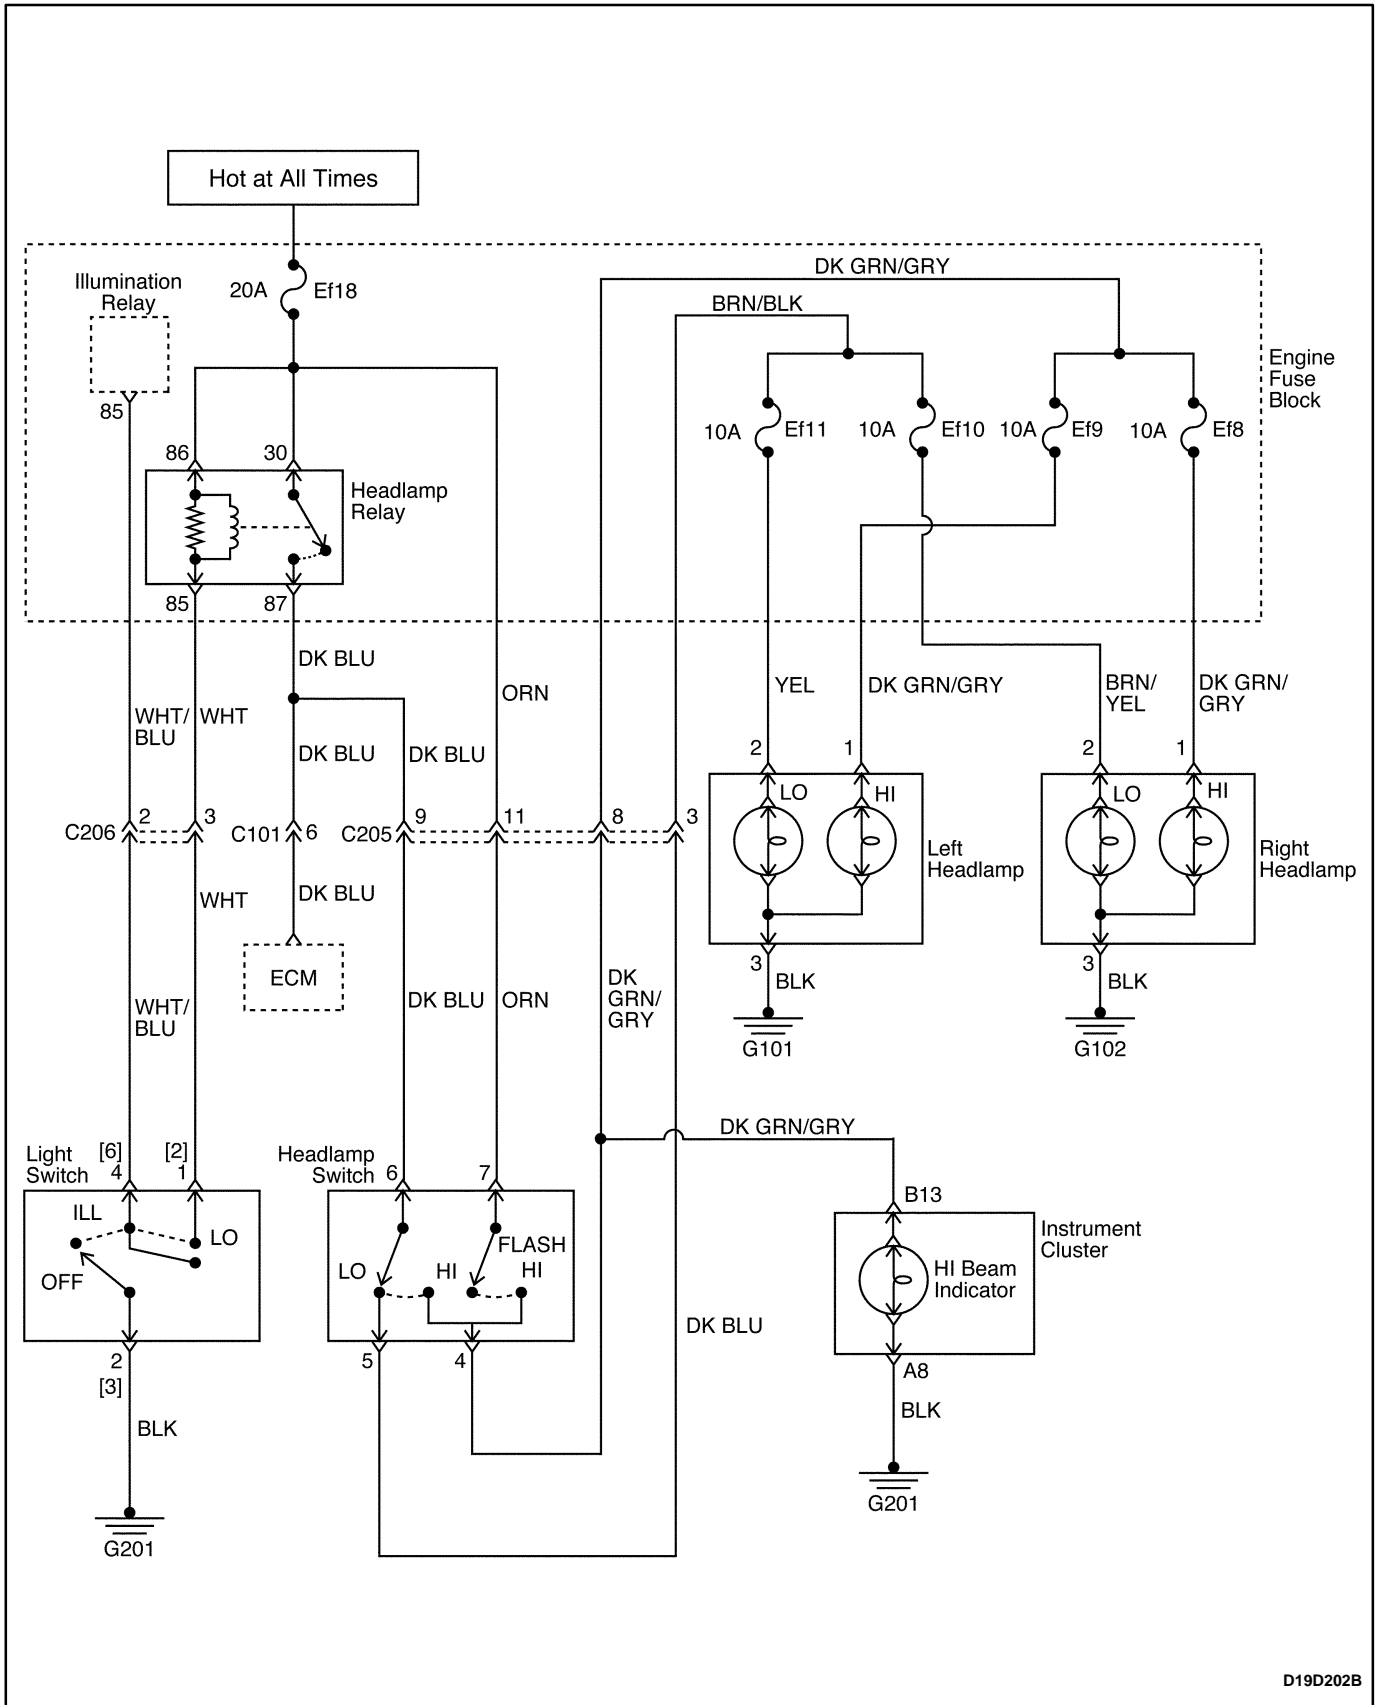 Hot at All Times
DK GRN/GRY
Illumination
Relay
20A
Ef18
BRN/BLK
Engine
Fuse
Block
85
10A
Ef11
10A
Ef10
10A
Ef9
10A
Ef8
86
30
Headlamp
Relay
85
87
DK BLU
ORN
YEL
DK GRN/GRY
BRN/
YEL
DK GRN/
GRY
WHT/
BLU
WHT
DK BLU
DK BLU
2
1
2
1
LO
HI
LO
HI
C206
2
3
C101
6
C205
9
11
8
3
Left
Headlamp
Right
Headlamp
WHT
DK BLU
ECM
3
BLK
3
BLK
WHT/
BLU
DK BLU
ORN
DK
GRN/
GRY
G101
G102
DK GRN/GRY
Light
Switch
[6]
4
[2]
1
Headlamp
Switch
6
7
B13
ILL
LO
OFF
LO
HI
FLASH
HI
Instrument
Cluster
HI Beam
Indicator
DK BLU
2
[3]
5
4
A8
BLK
BLK
G201
G201
D19D202B